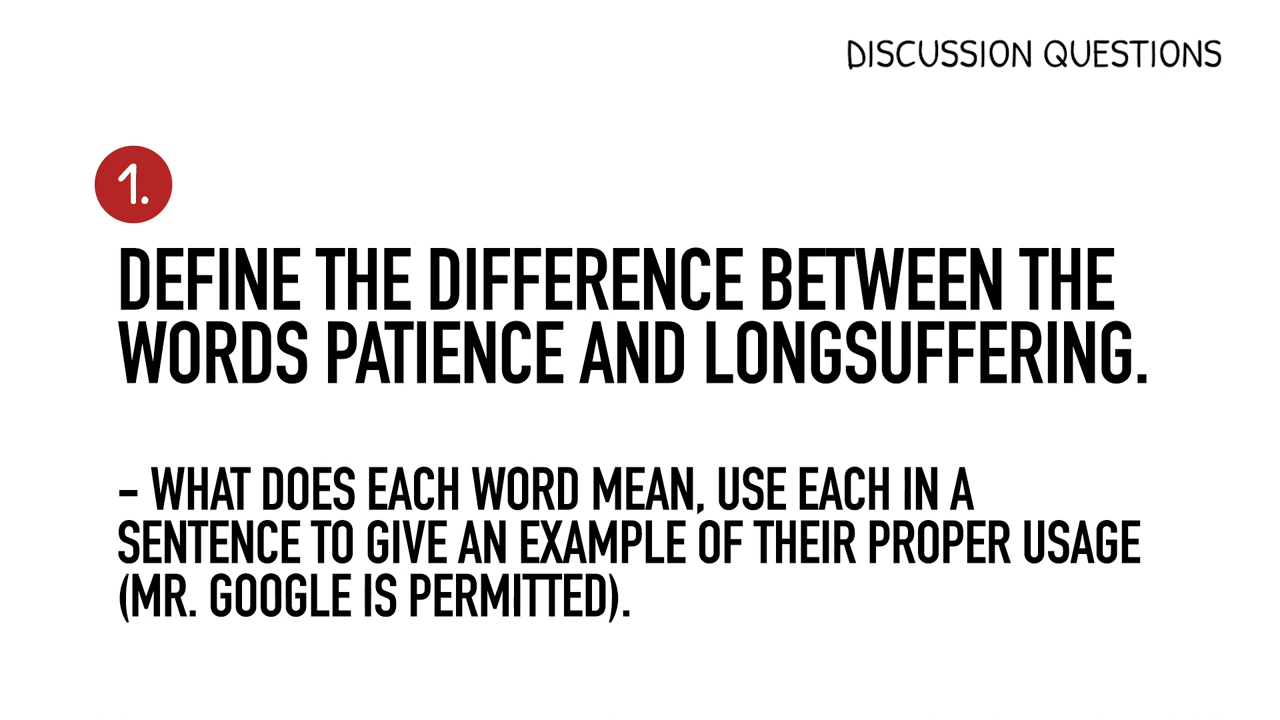 DISCUSSION QUESTIONS
1.
DEFINE THE DIFFERENCE BETWEEN THE
WORDS PATIENCE AND LONGSUFFERING.
– WHAT DOES EACH WORD MEAN, USE EACH IN A
SENTENCE TO GIVE AN EXAMPLE OF THEIR PROPER USAGE
(MR. GOOGLE IS PERMITTED).